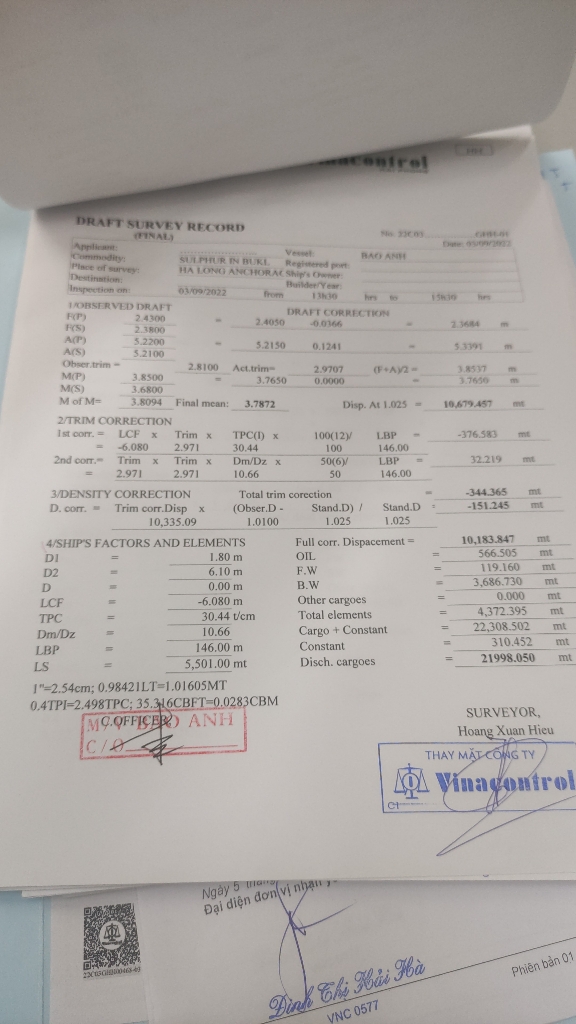 Vinacontrol
DRAFT SURVEY RECORD
(FINAL)
Date: 03/09/2022
Applicant:
Vessel: BAO ANH
Commodity: SULPHUR IN BULK Registered port:
Place of survey: HA LONG ANCHORAG Ship's Owner:
Destination: Builder/Year:
Inspection on: 03/09/2022 from 13h30 hrs to 15h30 hrs
1/OBSERVED DRAFT DRAFT CORRECTION
F(P) 2.4300 = 2.4050 -0.0366 = 2.3684 m
F(S) 2.3800
A(P) 5.2200 = 5.2150 0.1241 = 5.3391 m
A(S) 5.2100
Obser.trim = 2.8100 Act.trim= 2.9707 (F+A)/2 = 3.8537 m
M(P) 3.8500 = 3.7650 0.0000 = 3.7650 m
M(S) 3.6800
M of M= 3.8094 Final mean: 3.7872 Disp. At 1.025 = 10,679.457 mt
2/TRIM CORRECTION
1st corr. = LCF x Trim x TPC(I) x 100(12)/ LBP = -376.583 mt
= -6.080 2.971 30.44 100 146.00
2nd corr.= Trim x Trim x Dm/Dz x 50(6)/ LBP = 32.219 mt
= 2.971 2.971 10.66 50 146.00
3/DENSITY CORRECTION Total trim corection = -344.365 mt
D. corr. = Trim corr.Disp x (Obser.D - Stand.D) / Stand.D = -151.245 mt
10,335.09 1.0100 1.025 1.025
4/SHIP'S FACTORS AND ELEMENTS Full corr. Dispacement = 10,183.847 mt
D1 = 1.80 m OIL = 566.505 mt
D2 = 6.10 m F.W = 119.160 mt
D = 0.00 m B.W = 3,686.730 mt
LCF = -6.080 m Other cargoes = 0.000 mt
TPC = 30.44 t/cm Total elements = 4,372.395 mt
Dm/Dz = 10.66 Cargo + Constant = 22,308.502 mt
LBP = 146.00 m Constant = 310.452 mt
LS = 5,501.00 mt Disch. cargoes = 21998.050 mt
1"=2.54cm; 0.98421LT=1.01605MT
0.4TPI=2.498TPC; 35.316CBFT=0.0283CBM
C.OFFICER
M/V BAO ANH
C/O
SURVEYOR,
Hoang Xuan Hieu
THAY MẶT CÔNG TY
Vinacontrol
C1
Ngày 5
Đại diện đơn vị nhận
Đinh Thị Hải Hà
VNC 0577
Phiên bản 01